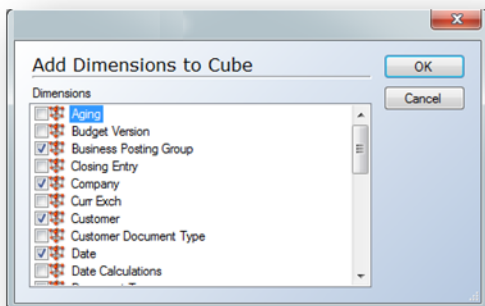 Add Dimensions to Cube
OK
Dimensions
Cancel
Aging
Budget Version
Business Posting Group
Closing Entry
Company
Curr Exch
Customer
Customer Document Type
Date
Date Calculations